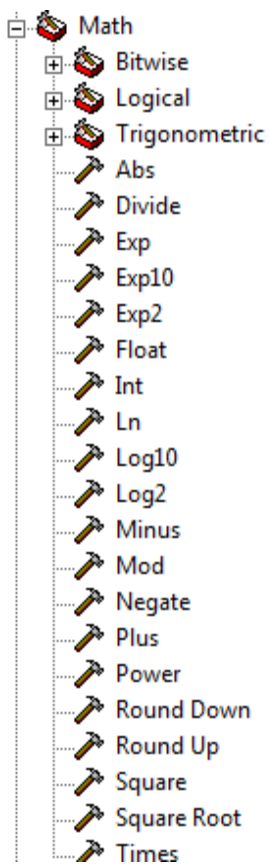 Math
Bitwise
Logical
Trigonometric
Abs
Divide
Exp
Exp10
Exp2
Float
Int
Ln
Log10
Log2
Minus
Mod
Negate
Plus
Power
Round Down
Round Up
Square
Square Root
Times